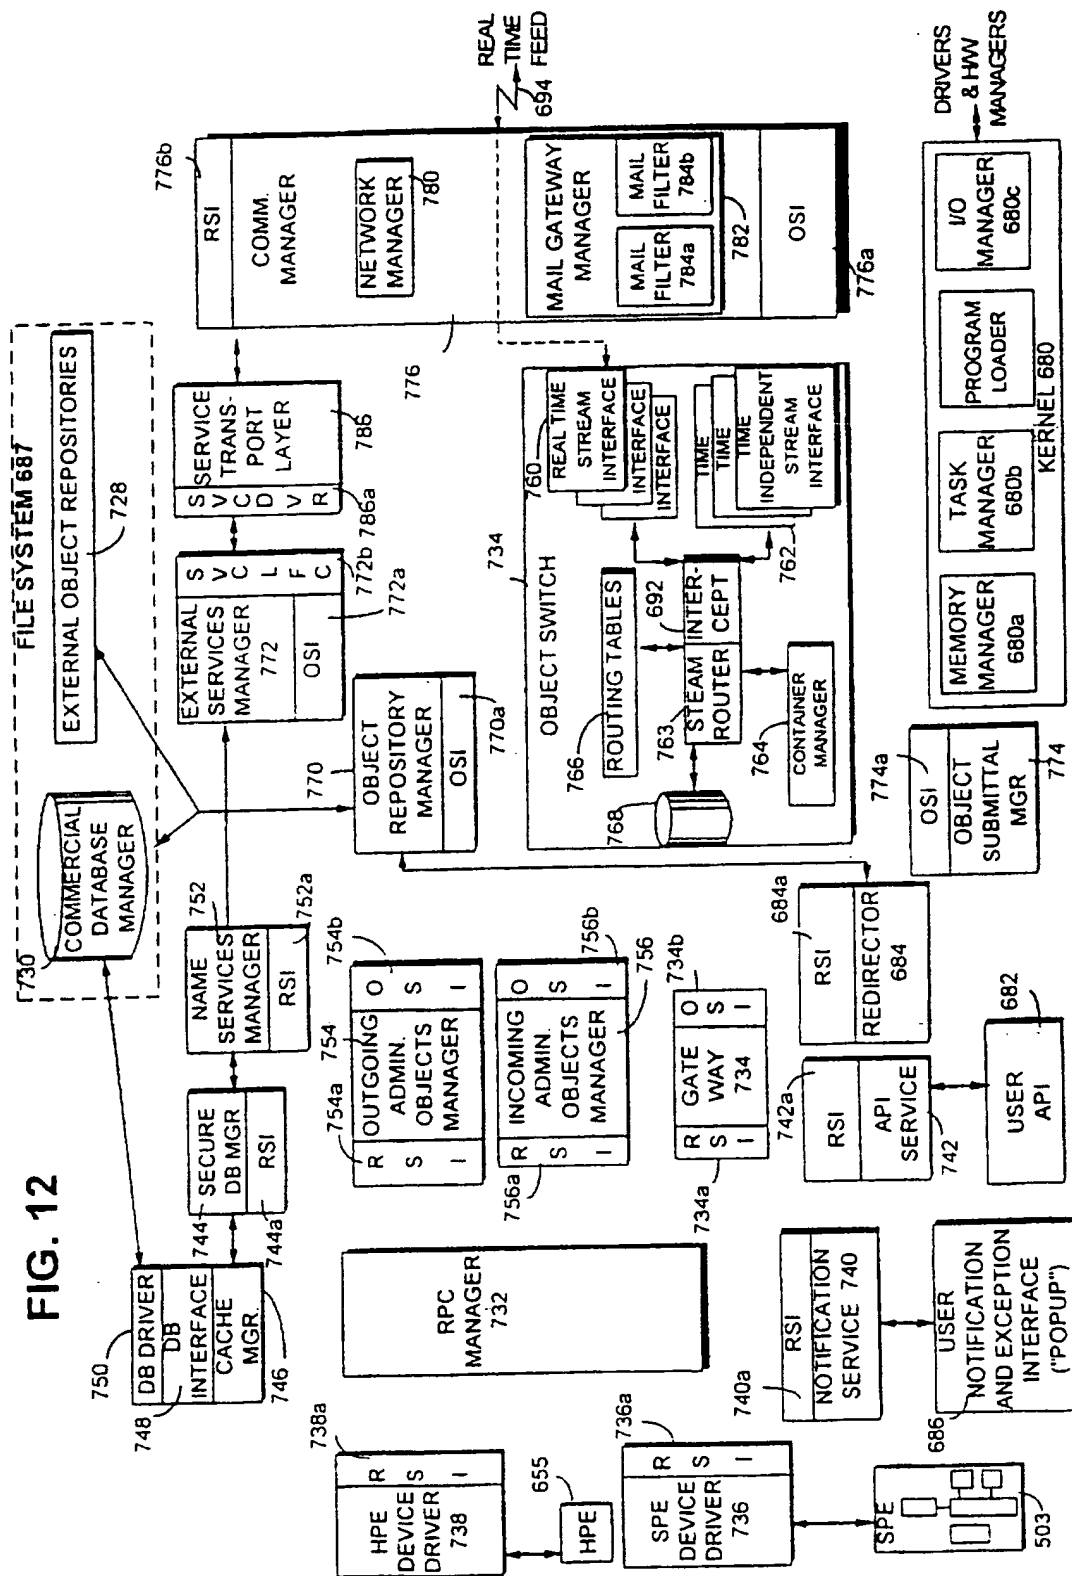 FIG. 12
FILE SYSTEM 687
730
COMMERCIAL
DATABASE
MANAGER
EXTERNAL OBJECT REPOSITORIES
728
750
DB DRIVER
DB
INTERFACE
CACHE
MGR.
748
746
744
SECURE
DB MGR
RSI
744a
NAME
SERVICES
MANAGER
RSI
752
752a
EXTERNAL
SERVICES
MANAGER
772
OSI
S
V
C
L
F
C
772b
772a
S
V
C
D
V
R
SERVICE
TRANS-
PORT
LAYER
786
786a
776b
RSI
COMM.
MANAGER
NETWORK
MANAGER
780
776
MAIL GATEWAY
MANAGER
MAIL
FILTER
784a
MAIL
FILTER
784b
782
OSI
776a
REAL
TIME
FEED
694
738a
HPE
DEVICE
DRIVER
738
R
S
I
655
HPE
736a
SPE
DEVICE
DRIVER
736
R
S
I
SPE
503
RPC
MANAGER
732
754a
754
754b
R
S
I
OUTGOING
ADMIN.
OBJECTS
MANAGER
O
S
I
756a
R
S
I
INCOMING
ADMIN.
OBJECTS
MANAGER
O
S
I
756b
756
734a
R
S
I
GATE
WAY
734
O
S
I
734b
770
OBJECT
REPOSITORY
MANAGER
OSI
770a
734
OBJECT SWITCH
760
REAL TIME
STREAM
INTERFACE
INTERFACE
INTERFACE
766
ROUTING TABLES
692
763
STEAM
ROUTER
INTER-
CEPT
768
764
CONTAINER
MANAGER
762
TIME
TIME
TIME
INDEPENDENT
STREAM
INTERFACE
740a
RSI
NOTIFICATION
SERVICE 740
686
USER
NOTIFICATION
AND EXCEPTION
INTERFACE
("POPUP")
742a
RSI
API
SERVICE
742
USER
API
682
684a
RSI
REDIRECTOR
684
774a
OSI
OBJECT
SUBMITTAL
MGR
774
MEMORY
MANAGER
680a
TASK
MANAGER
680b
PROGRAM
LOADER
I/O
MANAGER
680c
KERNEL 680
DRIVERS
& H/W
MANAGERS